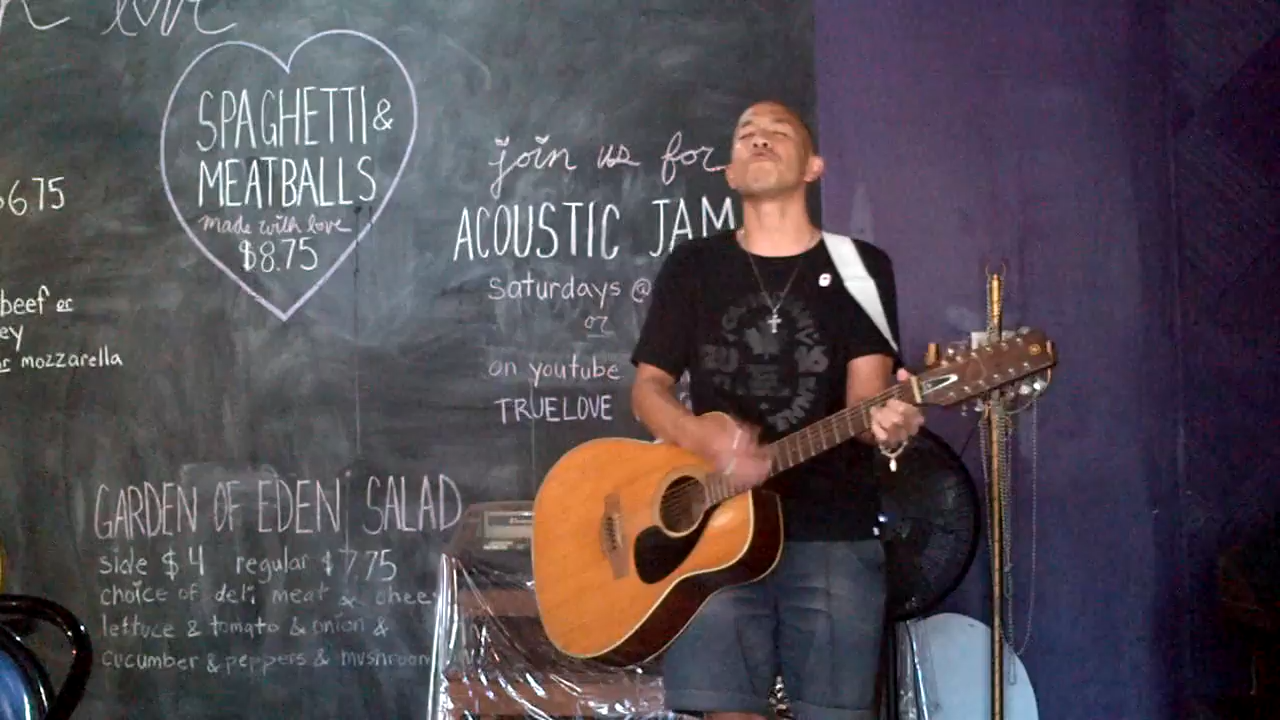 love
SPAGHETTI &
MEATBALLS
made with love
$8.75
$6.75
beef or
or mozzarella
join us for
ACOUSTIC JAM
Saturdays @
or
on youtube
TRUELOVE
GARDEN OF EDEN SALAD
side $4 regular $7.75
choice of deli meat & chee
lettuce & tomato & onion &
cucumber & peppers & mushroom